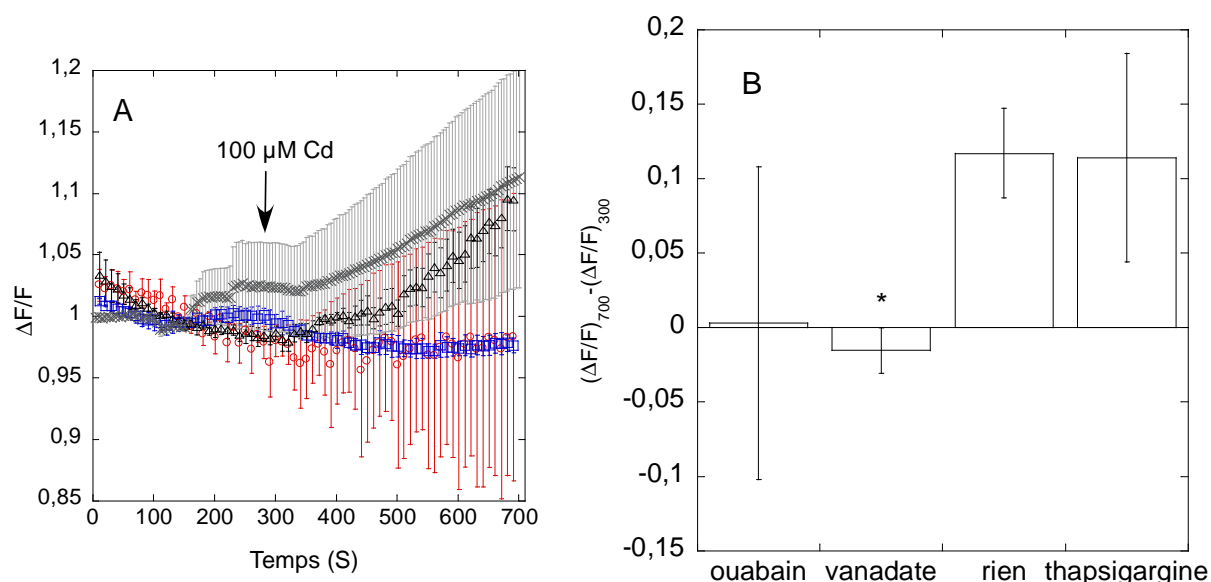 A
100 µM Cd
ΔF/F
1,2
1,15
1,1
1,05
1
0,95
0,9
0,85
0 100 200 300 400 500 600 700
Temps (S)
B
(ΔF/F)700-(ΔF/F)300
0,2
0,15
0,1
0,05
0
-0,05
-0,1
-0,15
*
ouabain vanadate rien thapsigargine